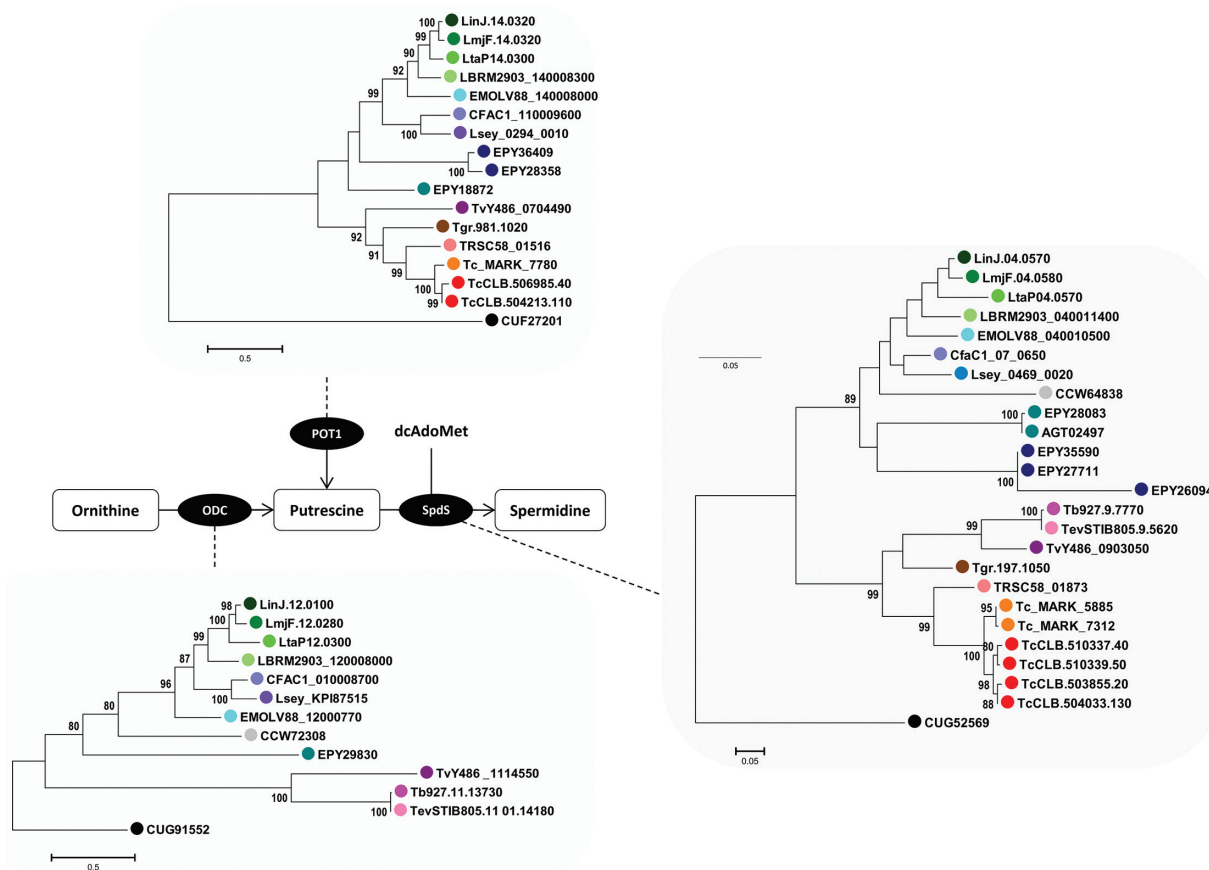 100
LinJ.14.0320
99
LmjF.14.0320
90
LtaP14.0300
92
LBRM2903_140008300
99
EMOLV88_140008000
CFAC1_110009600
100
Lsey_0294_0010
EPY36409
100
EPY28358
EPY18872
TvY486_0704490
92
Tgr.981.1020
91
TRSC58_01516
99
Tc_MARK_7780
100
TcCLB.506985.40
99
TcCLB.504213.110
CUF27201
0.5
POT1
dcAdoMet
Ornithine
ODC
Putrescine
SpdS
Spermidine
98
LinJ.12.0100
100
LmjF.12.0280
99
LtaP12.0300
87
LBRM2903_120008000
96
CFAC1_010008700
100
Lsey_KPI87515
80
EMOLV88_12000770
80
CCW72308
EPY29830
TvY486 _1114550
100
Tb927.11.13730
100
TevSTIB805.11 01.14180
CUG91552
0.5
LinJ.04.0570
LmjF.04.0580
LtaP04.0570
LBRM2903_040011400
EMOLV88_040010500
0.05
CfaC1_07_0650
Lsey_0469_0020
89
CCW64838
100
EPY28083
AGT02497
EPY35590
EPY27711
100
EPY26094
100
Tb927.9.7770
99
TevSTIB805.9.5620
TvY486_0903050
99
Tgr.197.1050
TRSC58_01873
99
95
Tc_MARK_5885
Tc_MARK_7312
100
80
TcCLB.510337.40
TcCLB.510339.50
98
TcCLB.503855.20
88
TcCLB.504033.130
CUG52569
0.05